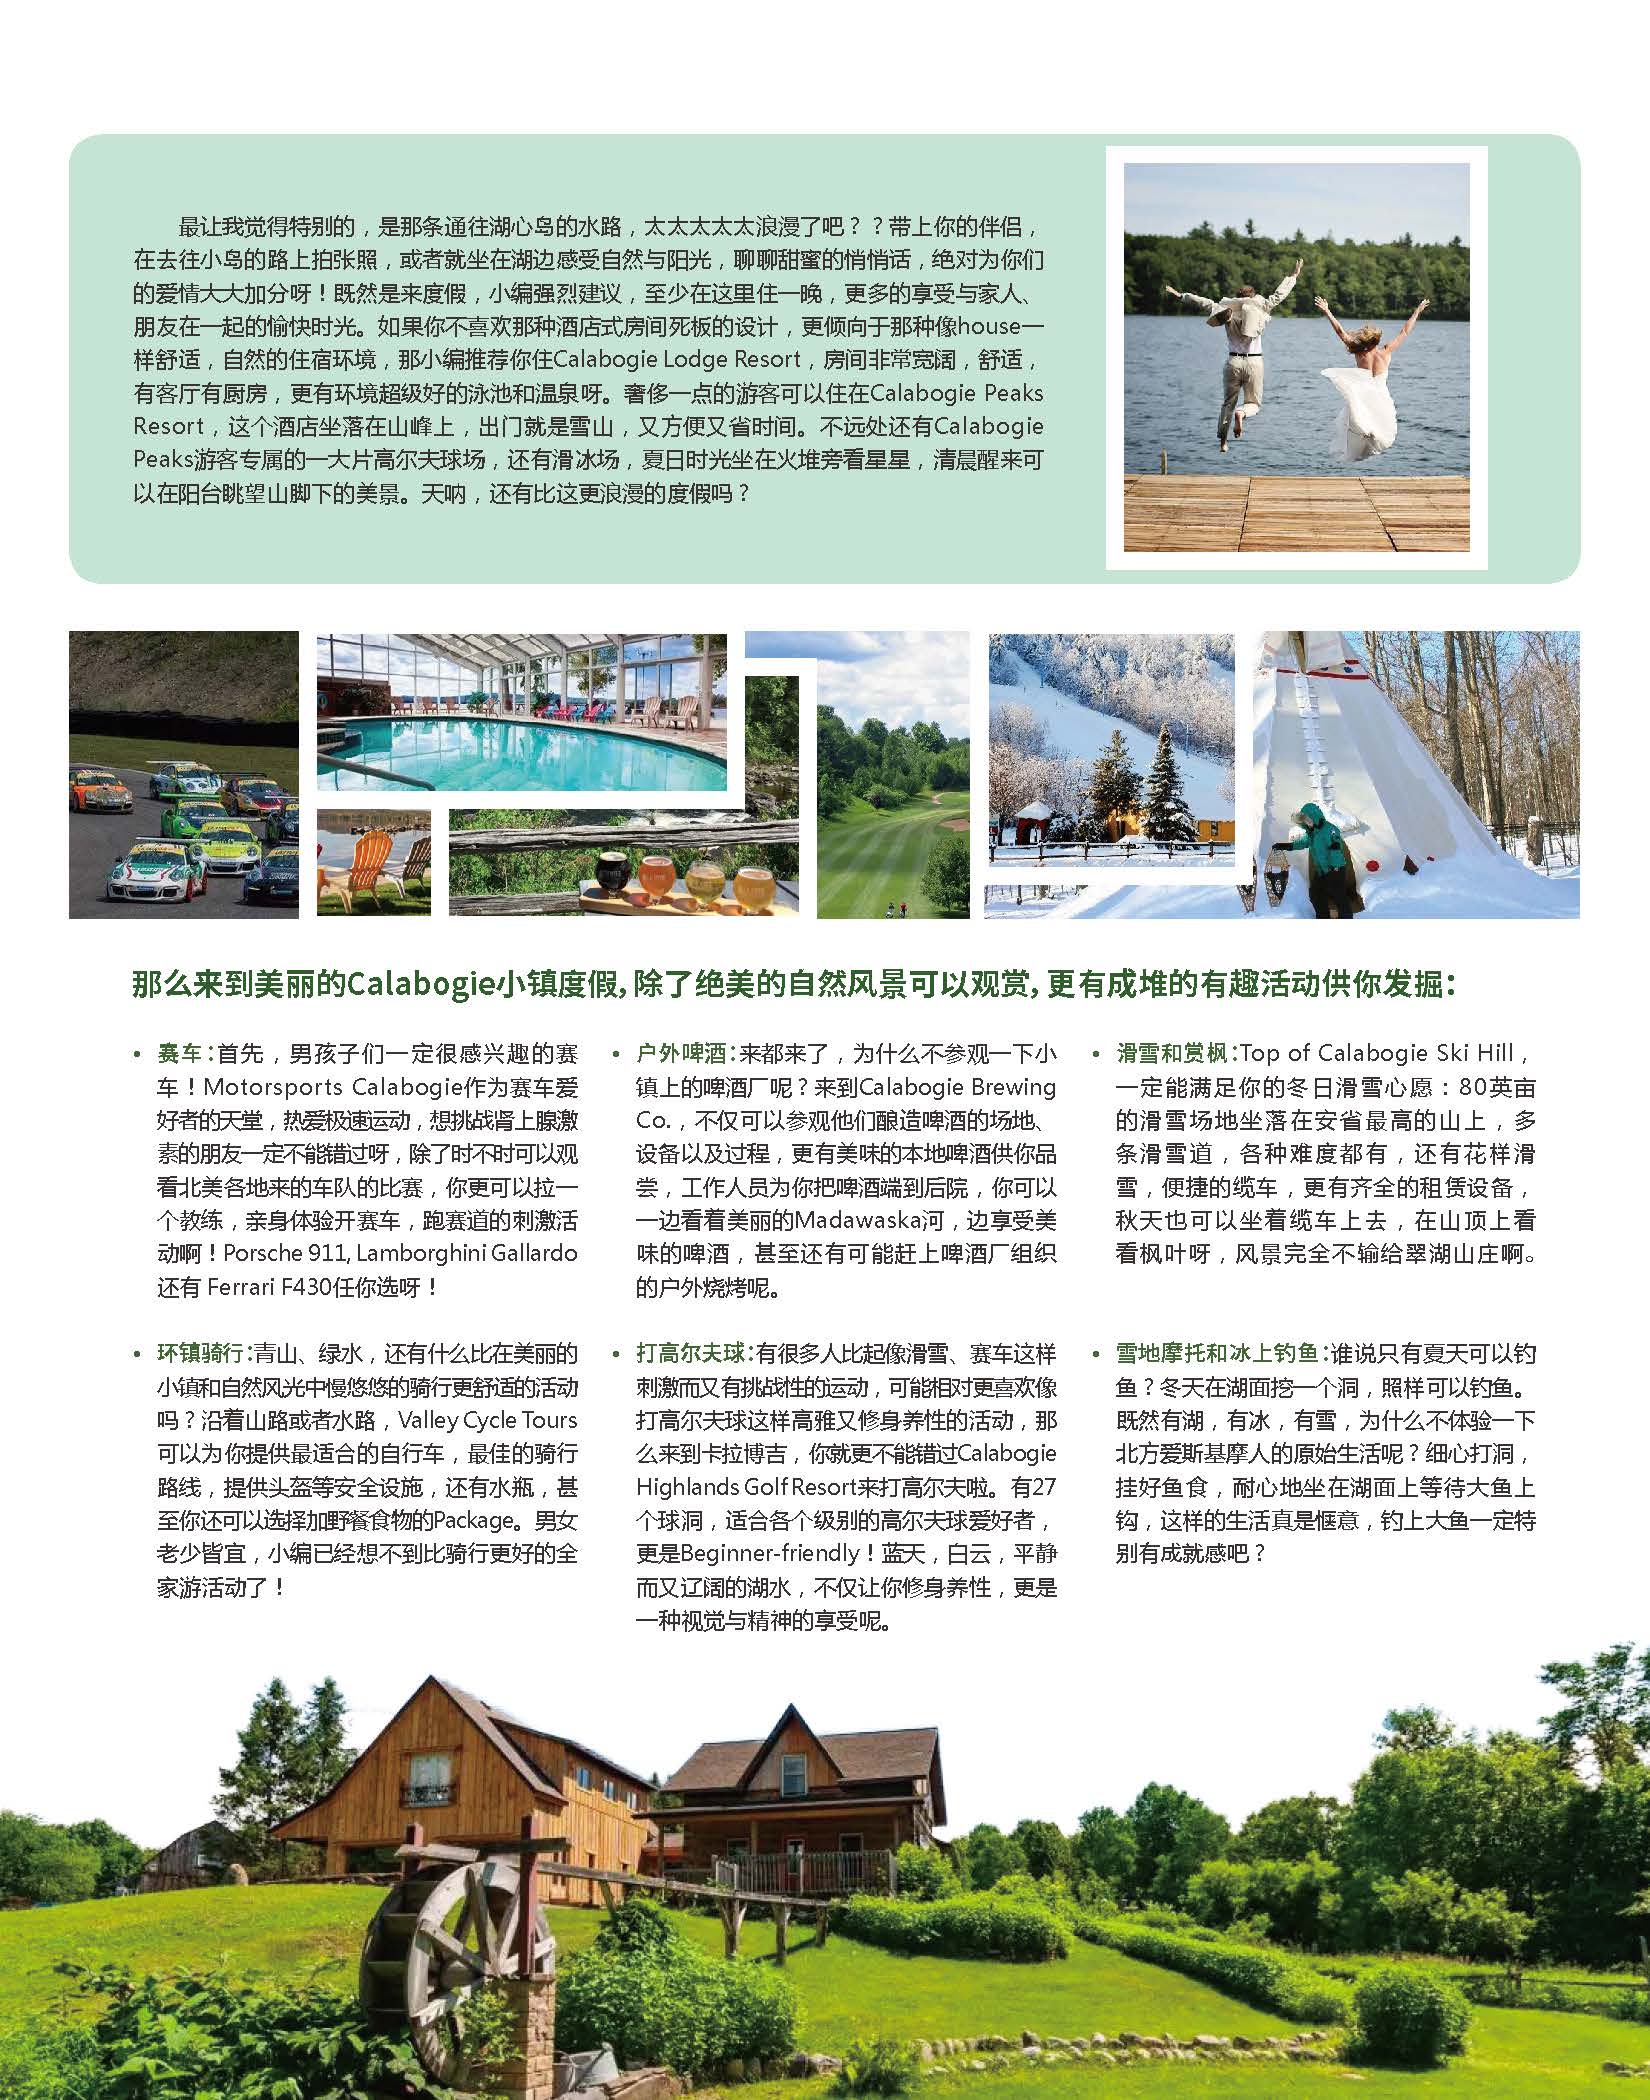 最让我觉得特别的，是那条通往湖心岛的水路，太太太太太浪漫了吧？？带上你的伴侣，
在去往小岛的路上拍张照，或者就坐在湖边感受自然与阳光，聊聊甜蜜的悄悄话，绝对为你们
的爱情大大加分呀！既然是来度假，小编强烈建议，至少在这里住一晚，更多的享受与家人、
朋友在一起的愉快时光。如果你不喜欢那种酒店式房间死板的设计，更倾向于那种像house一
样舒适，自然的住宿环境，那小编推荐你住Calabogie Lodge Resort，房间非常宽阔，舒适，
有客厅有厨房，更有环境超级好的泳池和温泉呀。奢侈一点的游客可以住在Calabogie Peaks
Resort，这个酒店坐落在山峰上，出门就是雪山，又方便又省时间。不远处还有Calabogie
Peaks游客专属的一大片高尔夫球场，还有滑冰场，夏日时光坐在火堆旁看星星，清晨醒来可
以在阳台眺望山脚下的美景。天呐，还有比这更浪漫的度假吗？
那么来到美丽的Calabogie小镇度假，除了绝美的自然风景可以观赏，更有成堆的有趣活动供你发掘：
• 赛车：首先，男孩子们一定很感兴趣的赛
车！Motorsports Calabogie作为赛车爱
好者的天堂，热爱极速运动，想挑战肾上腺激
素的朋友一定不能错过呀，除了时不时可以观
看北美各地来的车队的比赛，你更可以拉一
个教练，亲身体验开赛车，跑赛道的刺激活
动啊！Porsche 911, Lamborghini Gallardo
还有 Ferrari F430任你选呀！
• 环镇骑行：青山、绿水，还有什么比在美丽的
小镇和自然风光中慢悠悠的骑行更舒适的活动
吗？沿着山路或者水路，Valley Cycle Tours
可以为你提供最适合的自行车，最佳的骑行
路线，提供头盔等安全设施，还有水瓶，甚
至你还可以选择加野餐食物的Package。男女
老少皆宜，小编已经想不到比骑行更好的全
家游活动了！
• 户外啤酒：来都来了，为什么不参观一下小
镇上的啤酒厂呢？来到Calabogie Brewing
Co.，不仅可以参观他们酿造啤酒的场地、
设备以及过程，更有美味的本地啤酒供你品
尝，工作人员为你把啤酒端到后院，你可以
一边看着美丽的Madawaska河，边享受美
味的啤酒，甚至还有可能赶上啤酒厂组织
的户外烧烤呢。
• 打高尔夫球：有很多人比起像滑雪、赛车这样
刺激而又有挑战性的运动，可能相对更喜欢像
打高尔夫球这样高雅又修身养性的活动，那
么来到卡拉博吉，你就更不能错过Calabogie
Highlands Golf Resort来打高尔夫啦。有27
个球洞，适合各个级别的高尔夫球爱好者，
更是Beginner-friendly！蓝天，白云，平静
而又辽阔的湖水，不仅让你修身养性，更是
一种视觉与精神的享受呢。
• 滑雪和赏枫：Top of Calabogie Ski Hill，
一定能满足你的冬日滑雪心愿：80英亩
的滑雪场地坐落在安省最高的山上，多
条滑雪道，各种难度都有，还有花样滑
雪，便捷的缆车，更有齐全的租赁设备，
秋天也可以坐着缆车上去，在山顶上看
看枫叶呀，风景完全不输给翠湖山庄啊。
• 雪地摩托和冰上钓鱼：谁说只有夏天可以钓
鱼？冬天在湖面挖一个洞，照样可以钓鱼。
既然有湖，有冰，有雪，为什么不体验一下
北方爱斯基摩人的原始生活呢？细心打洞，
挂好鱼食，耐心地坐在湖面上等待大鱼上
钩，这样的生活真是惬意，钓上大鱼一定特
别有成就感吧？